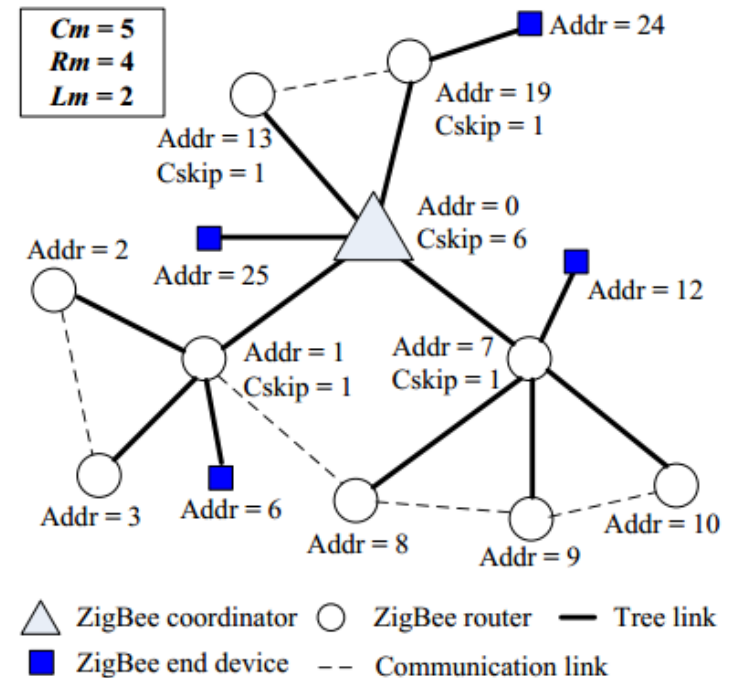 Cm = 5
Rm = 4
Lm = 2
Addr = 24
Addr = 19
Cskip = 1
Addr = 13
Cskip = 1
Addr = 0
Cskip = 6
Addr = 2
Addr = 25
Addr = 12
Addr = 1
Cskip = 1
Addr = 7
Cskip = 1
Addr = 3
Addr = 6
Addr = 8
Addr = 9
Addr = 10
ZigBee coordinator
ZigBee router
Tree link
ZigBee end device
Communication link